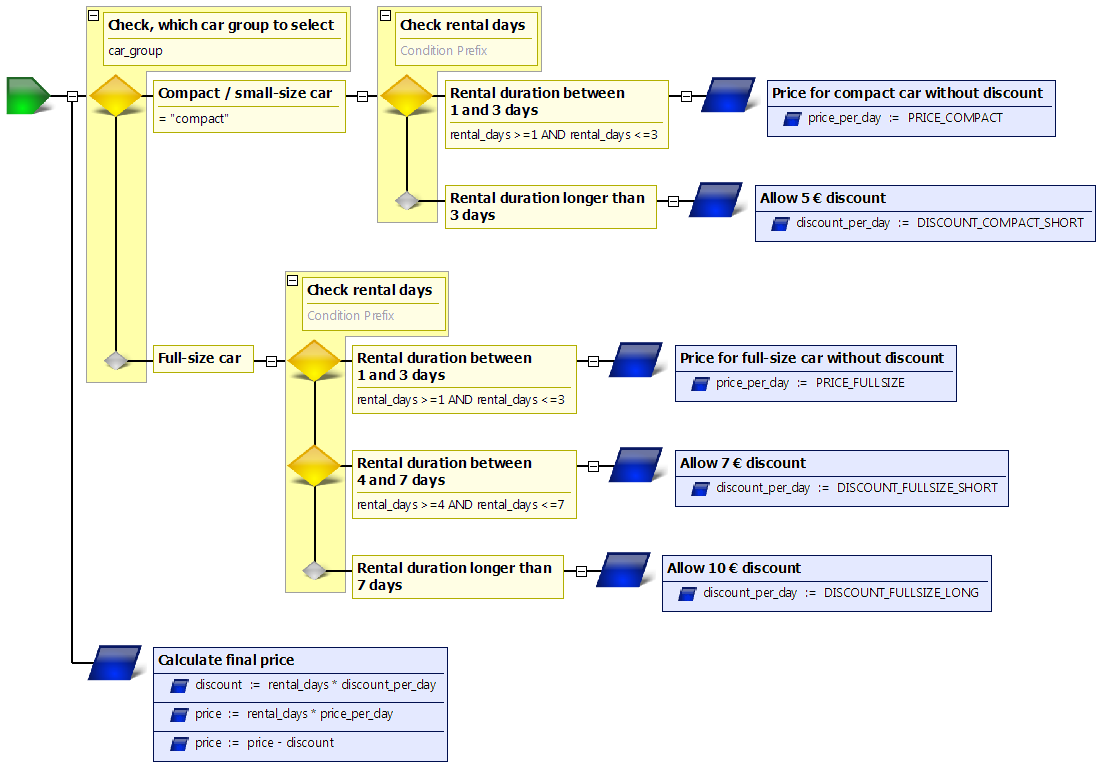 Check, which car group to select
car_group
Check rental days
Condition Prefix
Compact / small-size car
= "compact"
Rental duration between
1 and 3 days
rental_days >=1 AND rental_days <=3
Price for compact car without discount
price_per_day := PRICE_COMPACT
Rental duration longer than
3 days
Allow 5 € discount
discount_per_day := DISCOUNT_COMPACT_SHORT
Check rental days
Condition Prefix
Full-size car
Rental duration between
1 and 3 days
rental_days >=1 AND rental_days <=3
Price for full-size car without discount
price_per_day := PRICE_FULLSIZE
Rental duration between
4 and 7 days
rental_days >=4 AND rental_days <=7
Allow 7 € discount
discount_per_day := DISCOUNT_FULLSIZE_SHORT
Rental duration longer than
7 days
Allow 10 € discount
discount_per_day := DISCOUNT_FULLSIZE_LONG
Calculate final price
discount := rental_days * discount_per_day
price := rental_days * price_per_day
price := price - discount